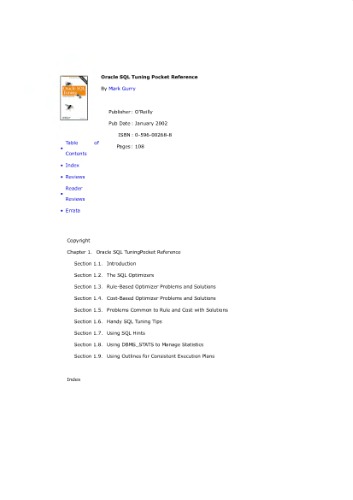 Oracle SQL Tuning Pocket Reference
By Mark Gurry
Publisher: O'Reilly
Pub Date: January 2002
ISBN: 0-596-00268-8
Pages: 108
• Table of
Contents
• Index
• Reviews
Reader
• Reviews
• Errata
Copyright
Chapter 1. Oracle SQL TuningPocket Reference
Section 1.1. Introduction
Section 1.2. The SQL Optimizers
Section 1.3. Rule-Based Optimizer Problems and Solutions
Section 1.4. Cost-Based Optimizer Problems and Solutions
Section 1.5. Problems Common to Rule and Cost with Solutions
Section 1.6. Handy SQL Tuning Tips
Section 1.7. Using SQL Hints
Section 1.8. Using DBMS_STATS to Manage Statistics
Section 1.9. Using Outlines for Consistent Execution Plans
Index